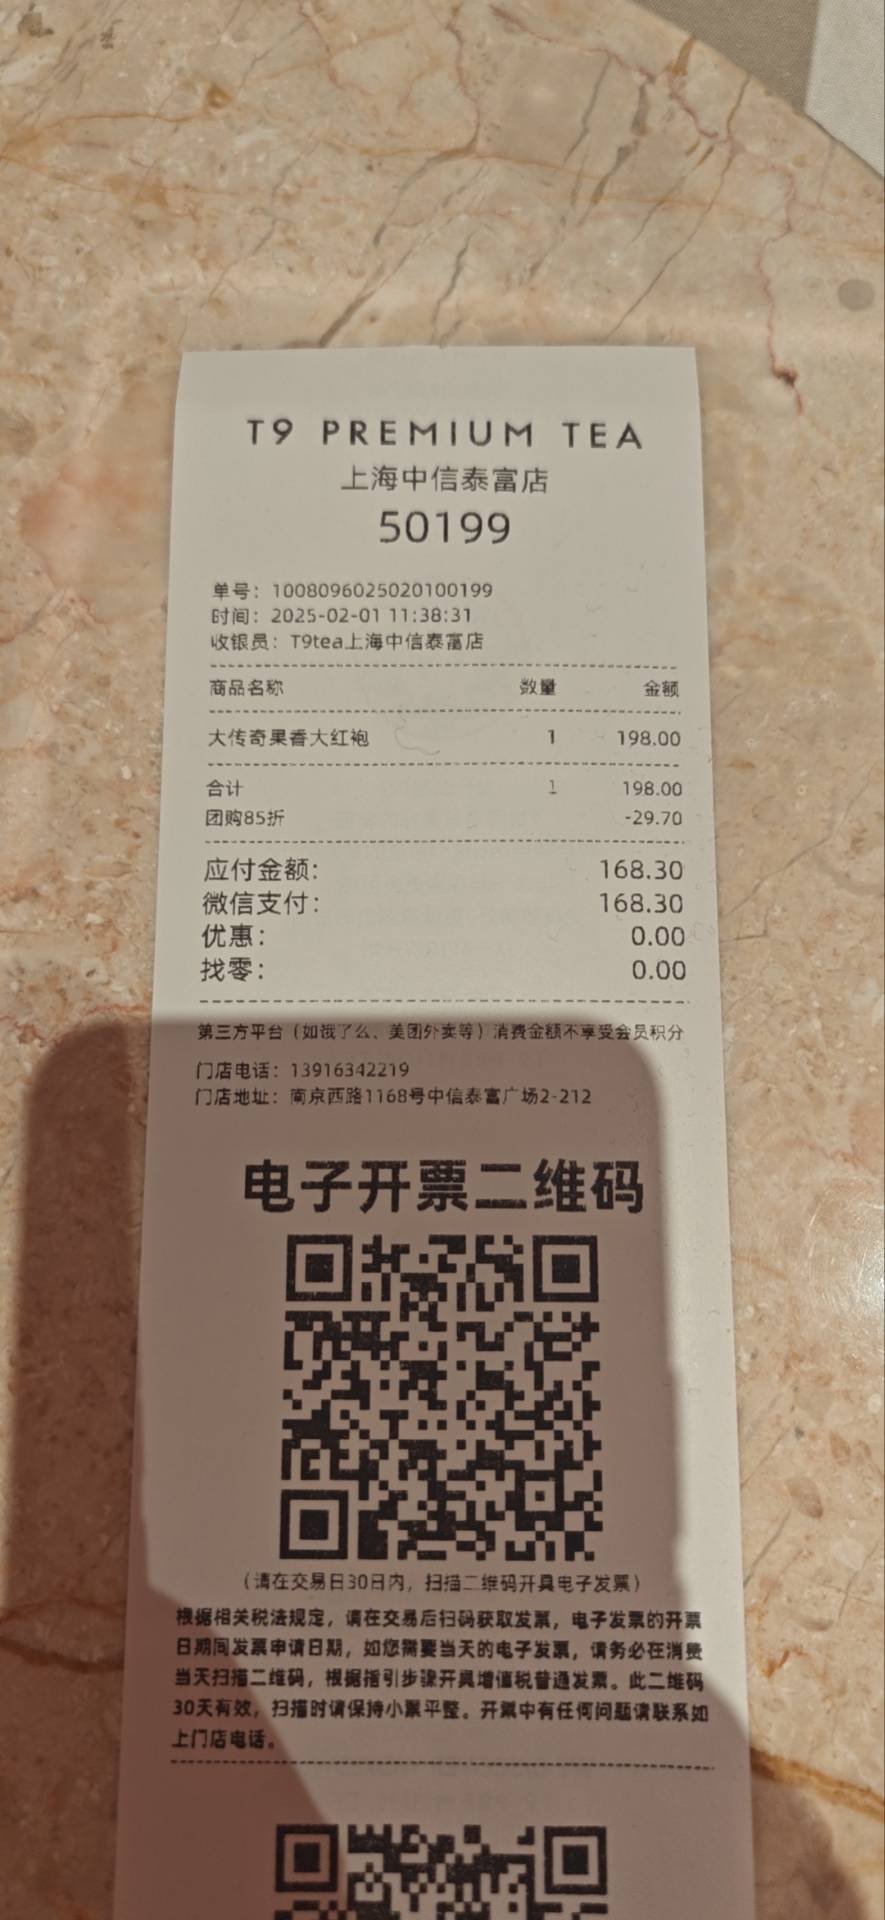 T9 PREMIUM TEA
上海中信泰富店
50199
单号：1008096025020100199
时间：2025-02-01 11:38:31
收银员：T9tea上海中信泰富店
商品名称 数量 金额
大传奇果香大红袍 1 198.00
合计 1 198.00
团购85折 -29.70
应付金额： 168.30
微信支付： 168.30
优惠： 0.00
找零： 0.00
第三方平台（如饿了么、美团外卖等）消费金额不享受会员积分
门店电话：13916342219
门店地址：南京西路1168号中信泰富广场2-212
电子开票二维码
（请在交易日30日内，扫描二维码开具电子发票）
根据相关税法规定，请在交易后扫码获取发票，电子发票的开票
日期同发票申请日期，如您需要当天的电子发票，请务必在消费
当天扫描二维码，根据指引步骤开具增值税普通发票。此二维码
30天有效，扫描时请保持小票平整。开票中有任何问题请联系如
上门店电话。